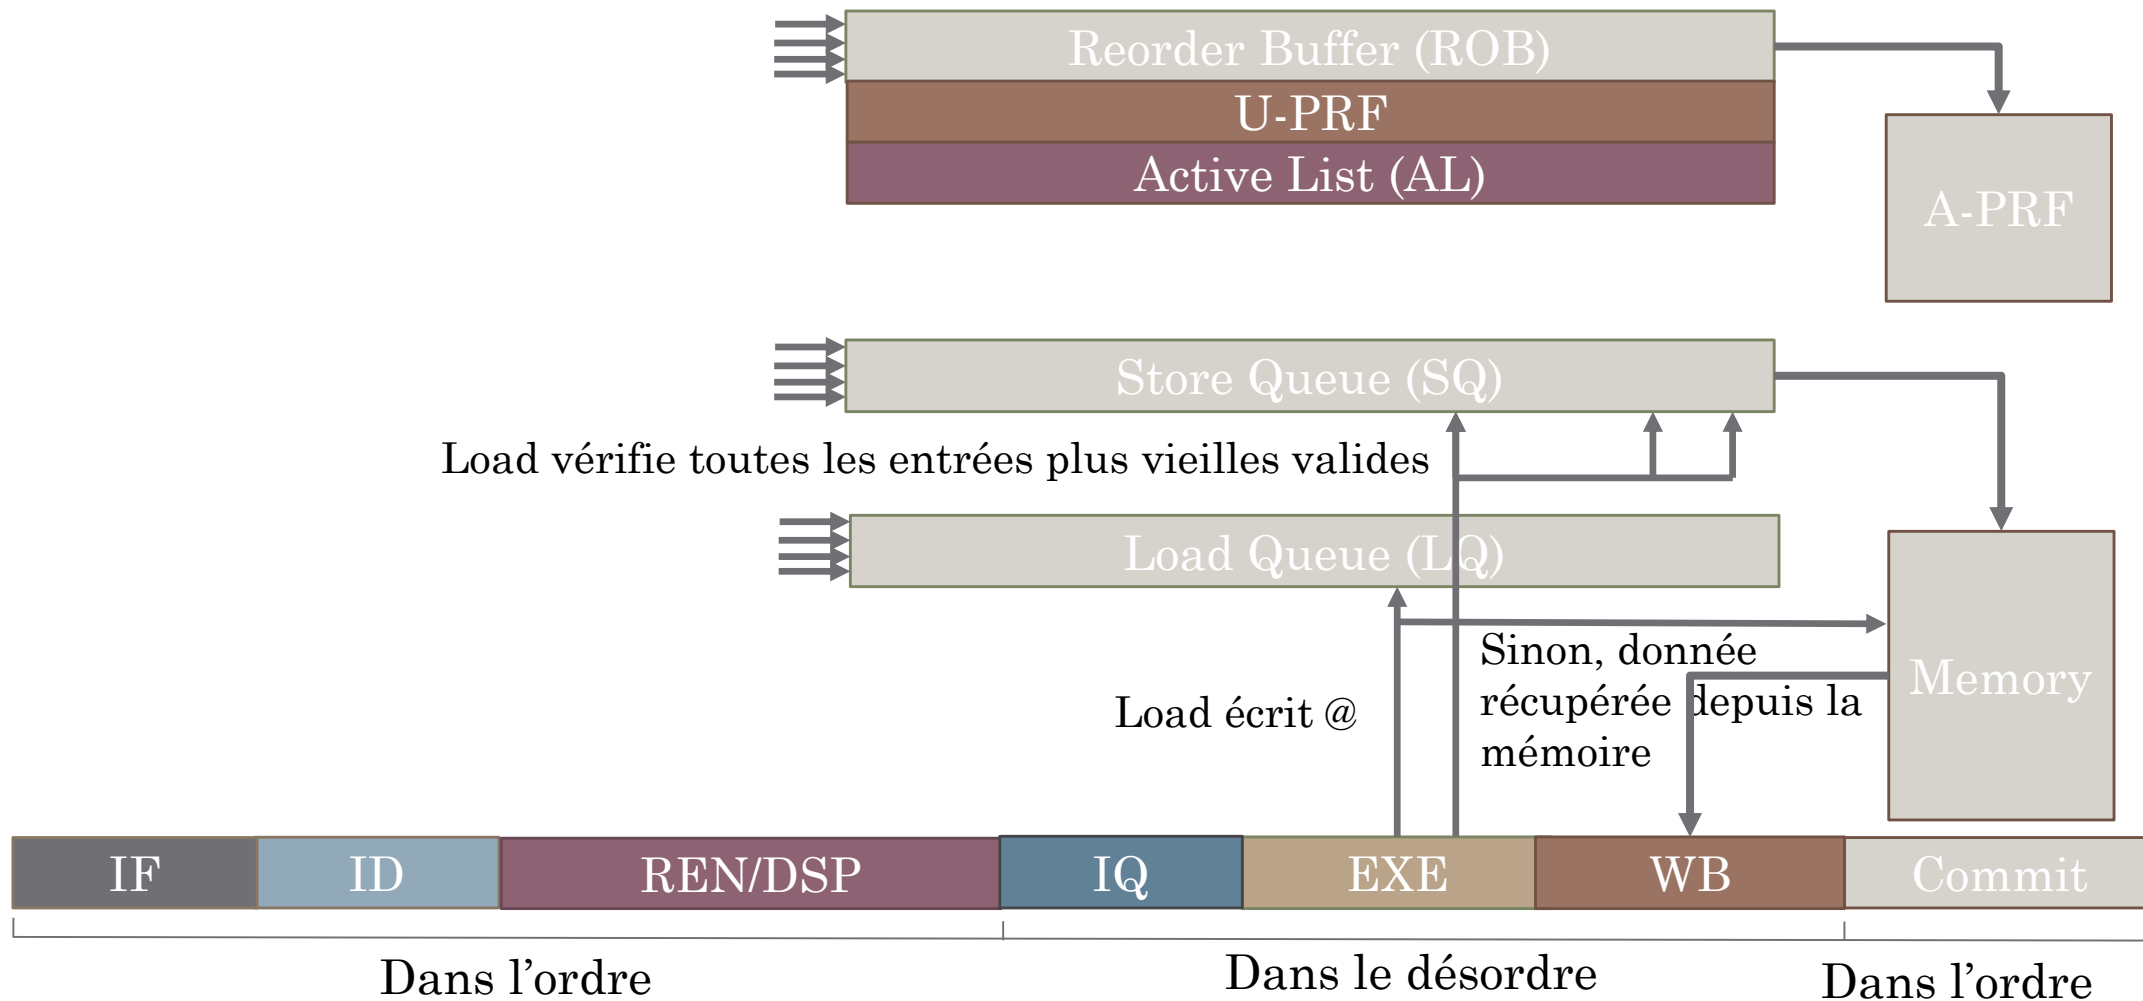 Reorder Buffer (ROB)
U-PRF
Active List (AL)
A-PRF
Store Queue (SQ)
Load vérifie toutes les entrées plus vieilles valides
Load Queue (LQ)
Sinon, donnée
récupérée depuis la
mémoire
Memory
Load écrit @
IF
ID
REN/DSP
IQ
EXE
WB
Commit
Dans l'ordre
Dans le désordre
Dans l'ordre